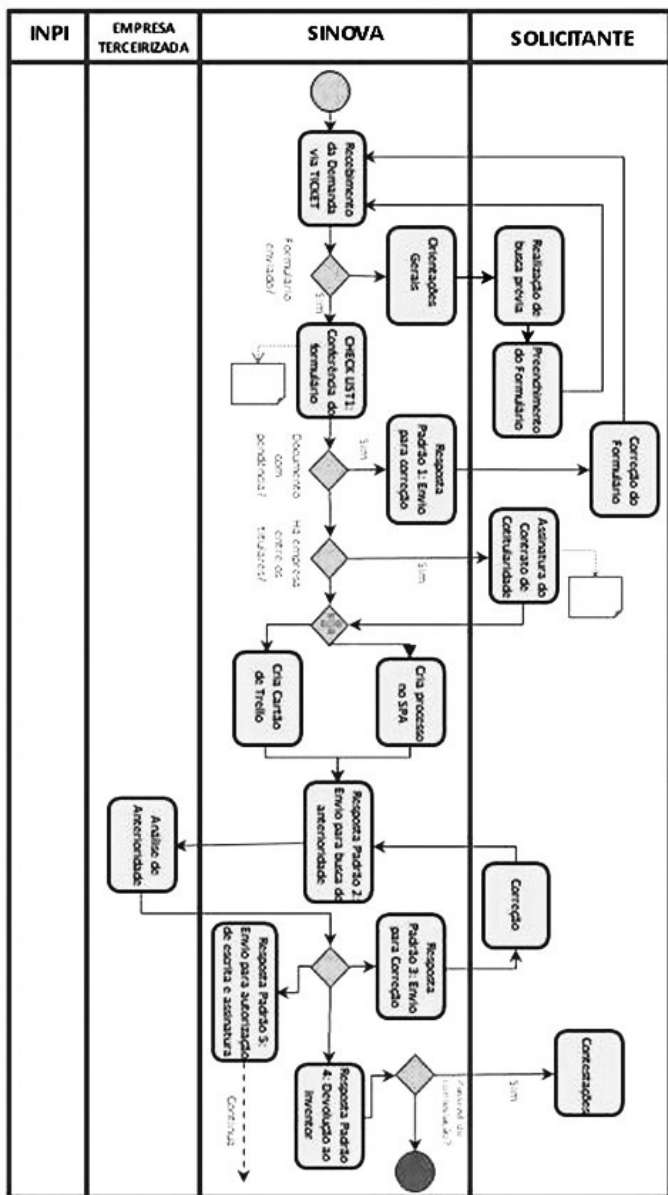 INPI
EMPRESA
TERCEIRIZADA
SINOVA
SOLICITANTE
Recebimento
da Demanda
via TICKET
Formulário
enviado?
Sim
Orientações
Gerais
Realização de
busca prévia
Preenchimento
do Formulário
CHECK LIST 1:
Conferência do
formulário
Documento
com
pendência?
Sim
Resposta
Padrão 1: Envio
para correção
Correção do
Formulário
Há empresa
entre os
titulares?
Sim
Assinatura do
Contrato de
Cotitularidade
Cria Cartão
de Trello
Cria processo
no SPA
Resposta Padrão 2:
Envio para busca de
anterioridade
Análise de
Anterioridade
Resposta
Padrão 3: Envio
para Correção
Correção
Resposta Padrão 5:
Envio para autorização
de escrita e assinatura
Continua
Resposta Padrão
4: Devolução ao
inventor
contestação?
Sim
Contestações